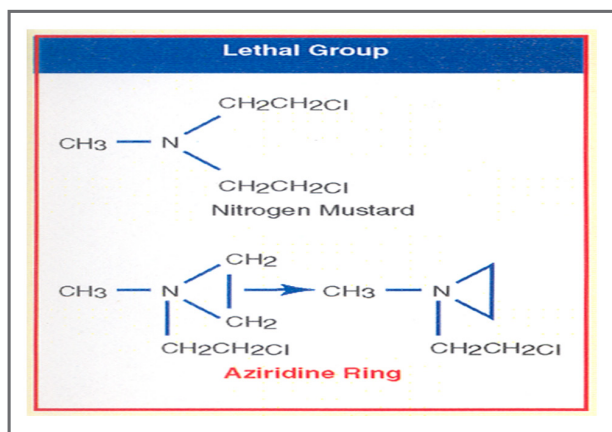 Lethal Group
CH2CH2Cl
CH3 N
CH2CH2Cl
Nitrogen Mustard
CH2
CH3 N CH3 N
CH2
CH2CH2Cl CH2CH2Cl
Aziridine Ring